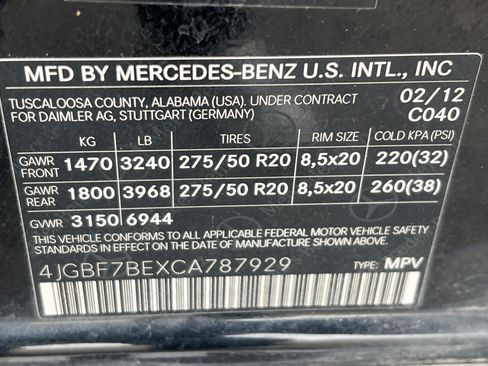 MFD BY MERCEDES-BENZ U.S. INTL., INC
TUSCALOOSA COUNTY, ALABAMA (USA). UNDER CONTRACT 02/12
FOR DAIMLER AG, STUTTGART (GERMANY) C040
KG LB TIRES RIM SIZE COLD KPA (PSI)
GAWR FRONT 1470 3240 275/50 R20 8,5x20 220(32)
GAWR REAR 1800 3968 275/50 R20 8,5x20 260(38)
GVWR 3150 6944
THIS VEHICLE CONFORMS TO ALL APPLICABLE FEDERAL MOTOR VEHICLE
SAFETY STANDARDS IN EFFECT ON THE DATE OF MANUFACTURE SHOWN ABOVE.
4JGBF7BEXCA787929 TYPE: MPV